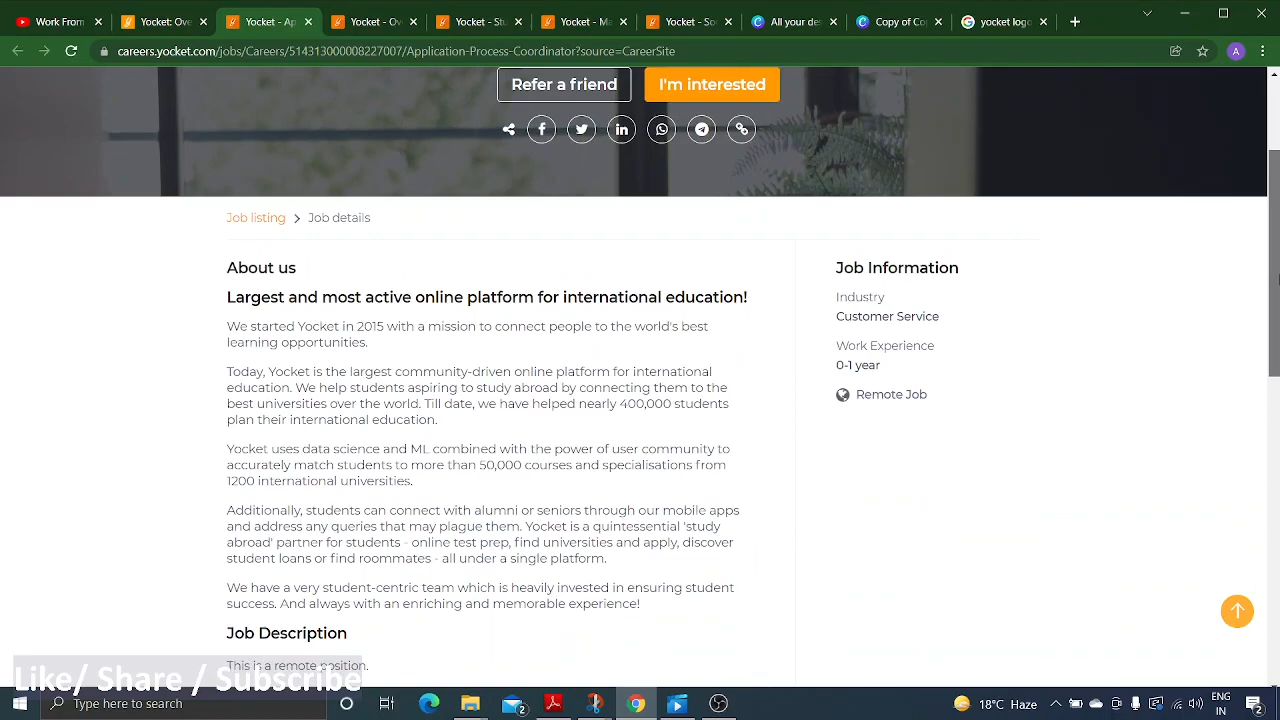 Work From
Yocket - Ove
Yocket - Ap
Yocket - Ov
Yocket - Stu
Yocket - Ma
Yocket - So
All your des
Copy of Co
yocket logo
careers.yocket.com/jobs/Careers/514313000008227007/Application-Process-Coordinator?source=CareerSite
A
Refer a friend
I'm interested
Job listing > Job details
About us
Largest and most active online platform for international education!
We started Yocket in 2015 with a mission to connect people to the world's best
learning opportunities.
Today, Yocket is the largest community-driven online platform for international
education. We help students aspiring to study abroad by connecting them to the
best universities over the world. Till date, we have helped nearly 400,000 students
plan their international education.
Yocket uses data science and ML combined with the power of user community to
accurately match students to more than 50,000 courses and specialisations from
1200 international universities.
Additionally, students can connect with alumni or seniors through our mobile apps
and address any queries that may plague them. Yocket is a quintessential 'study
abroad' partner for students - online test prep, find universities and apply, discover
student loans or find roommates - all under a single platform.
We have a very student-centric team which is heavily invested in ensuring student
success. And always with an enriching and memorable experience!
Job Description
This is a remote position.
Job Information
Industry
Customer Service
Work Experience
0-1 year
Remote Job
Like/ Share / Subscribe
Type here to search
18°C Haze
ENG
IN
2